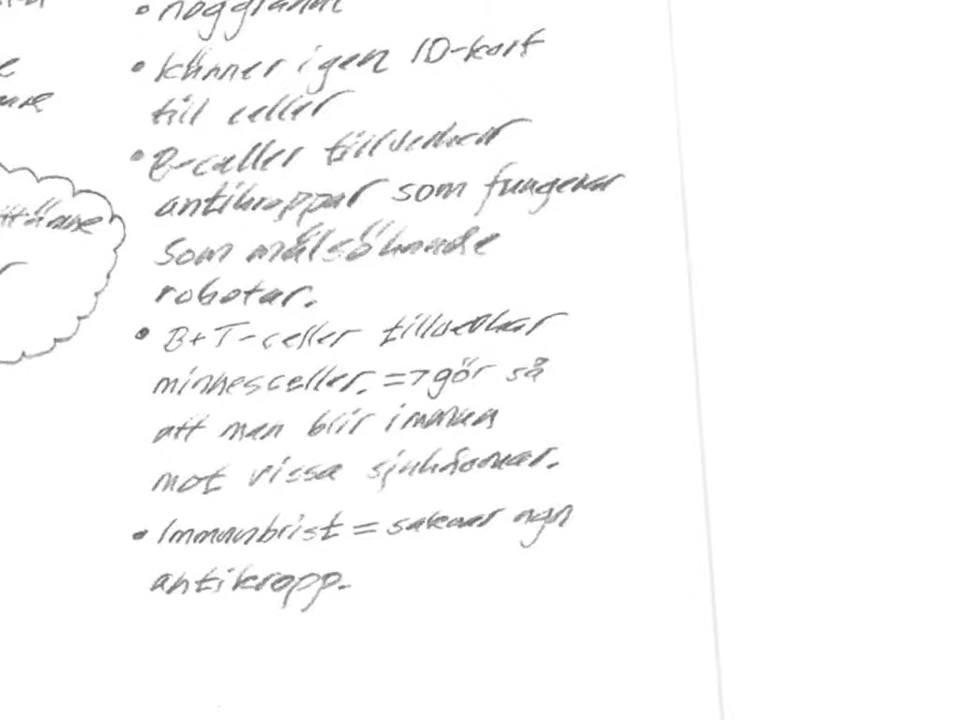 • noggrannt
• känner igen ID-kort
till celler
• B-celler tillverkar
antikroppar som fungerar
som målsökande
robotar.
• B+T-celler tillverkar
minnesceller. => gör så
att man blir immun
mot vissa sjukdomar.
• Immunbrist = saknar ngn
antikropp.